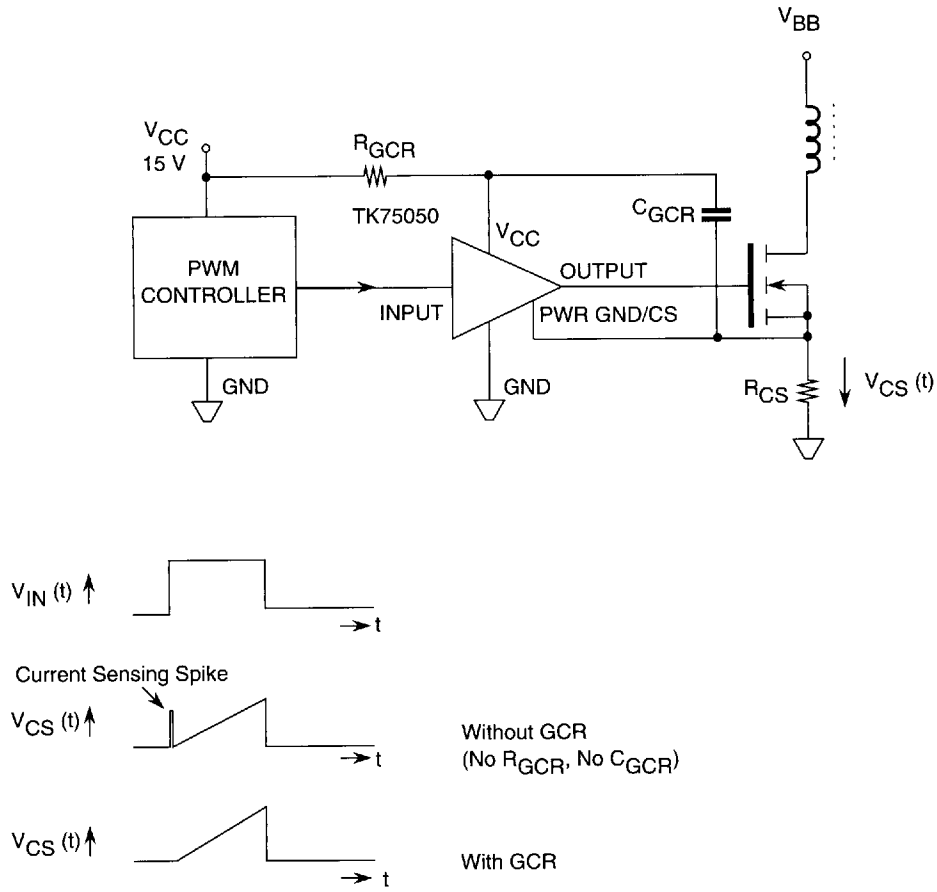 V_BB
V_CC
15 V
R_GCR
TK75050
C_GCR
V_CC
PWM
CONTROLLER
OUTPUT
INPUT
PWR GND/CS
GND
GND
R_CS
V_CS (t)
V_IN (t)
t
Current Sensing Spike
V_CS (t)
t
Without GCR
(No R_GCR, No C_GCR)
V_CS (t)
t
With GCR